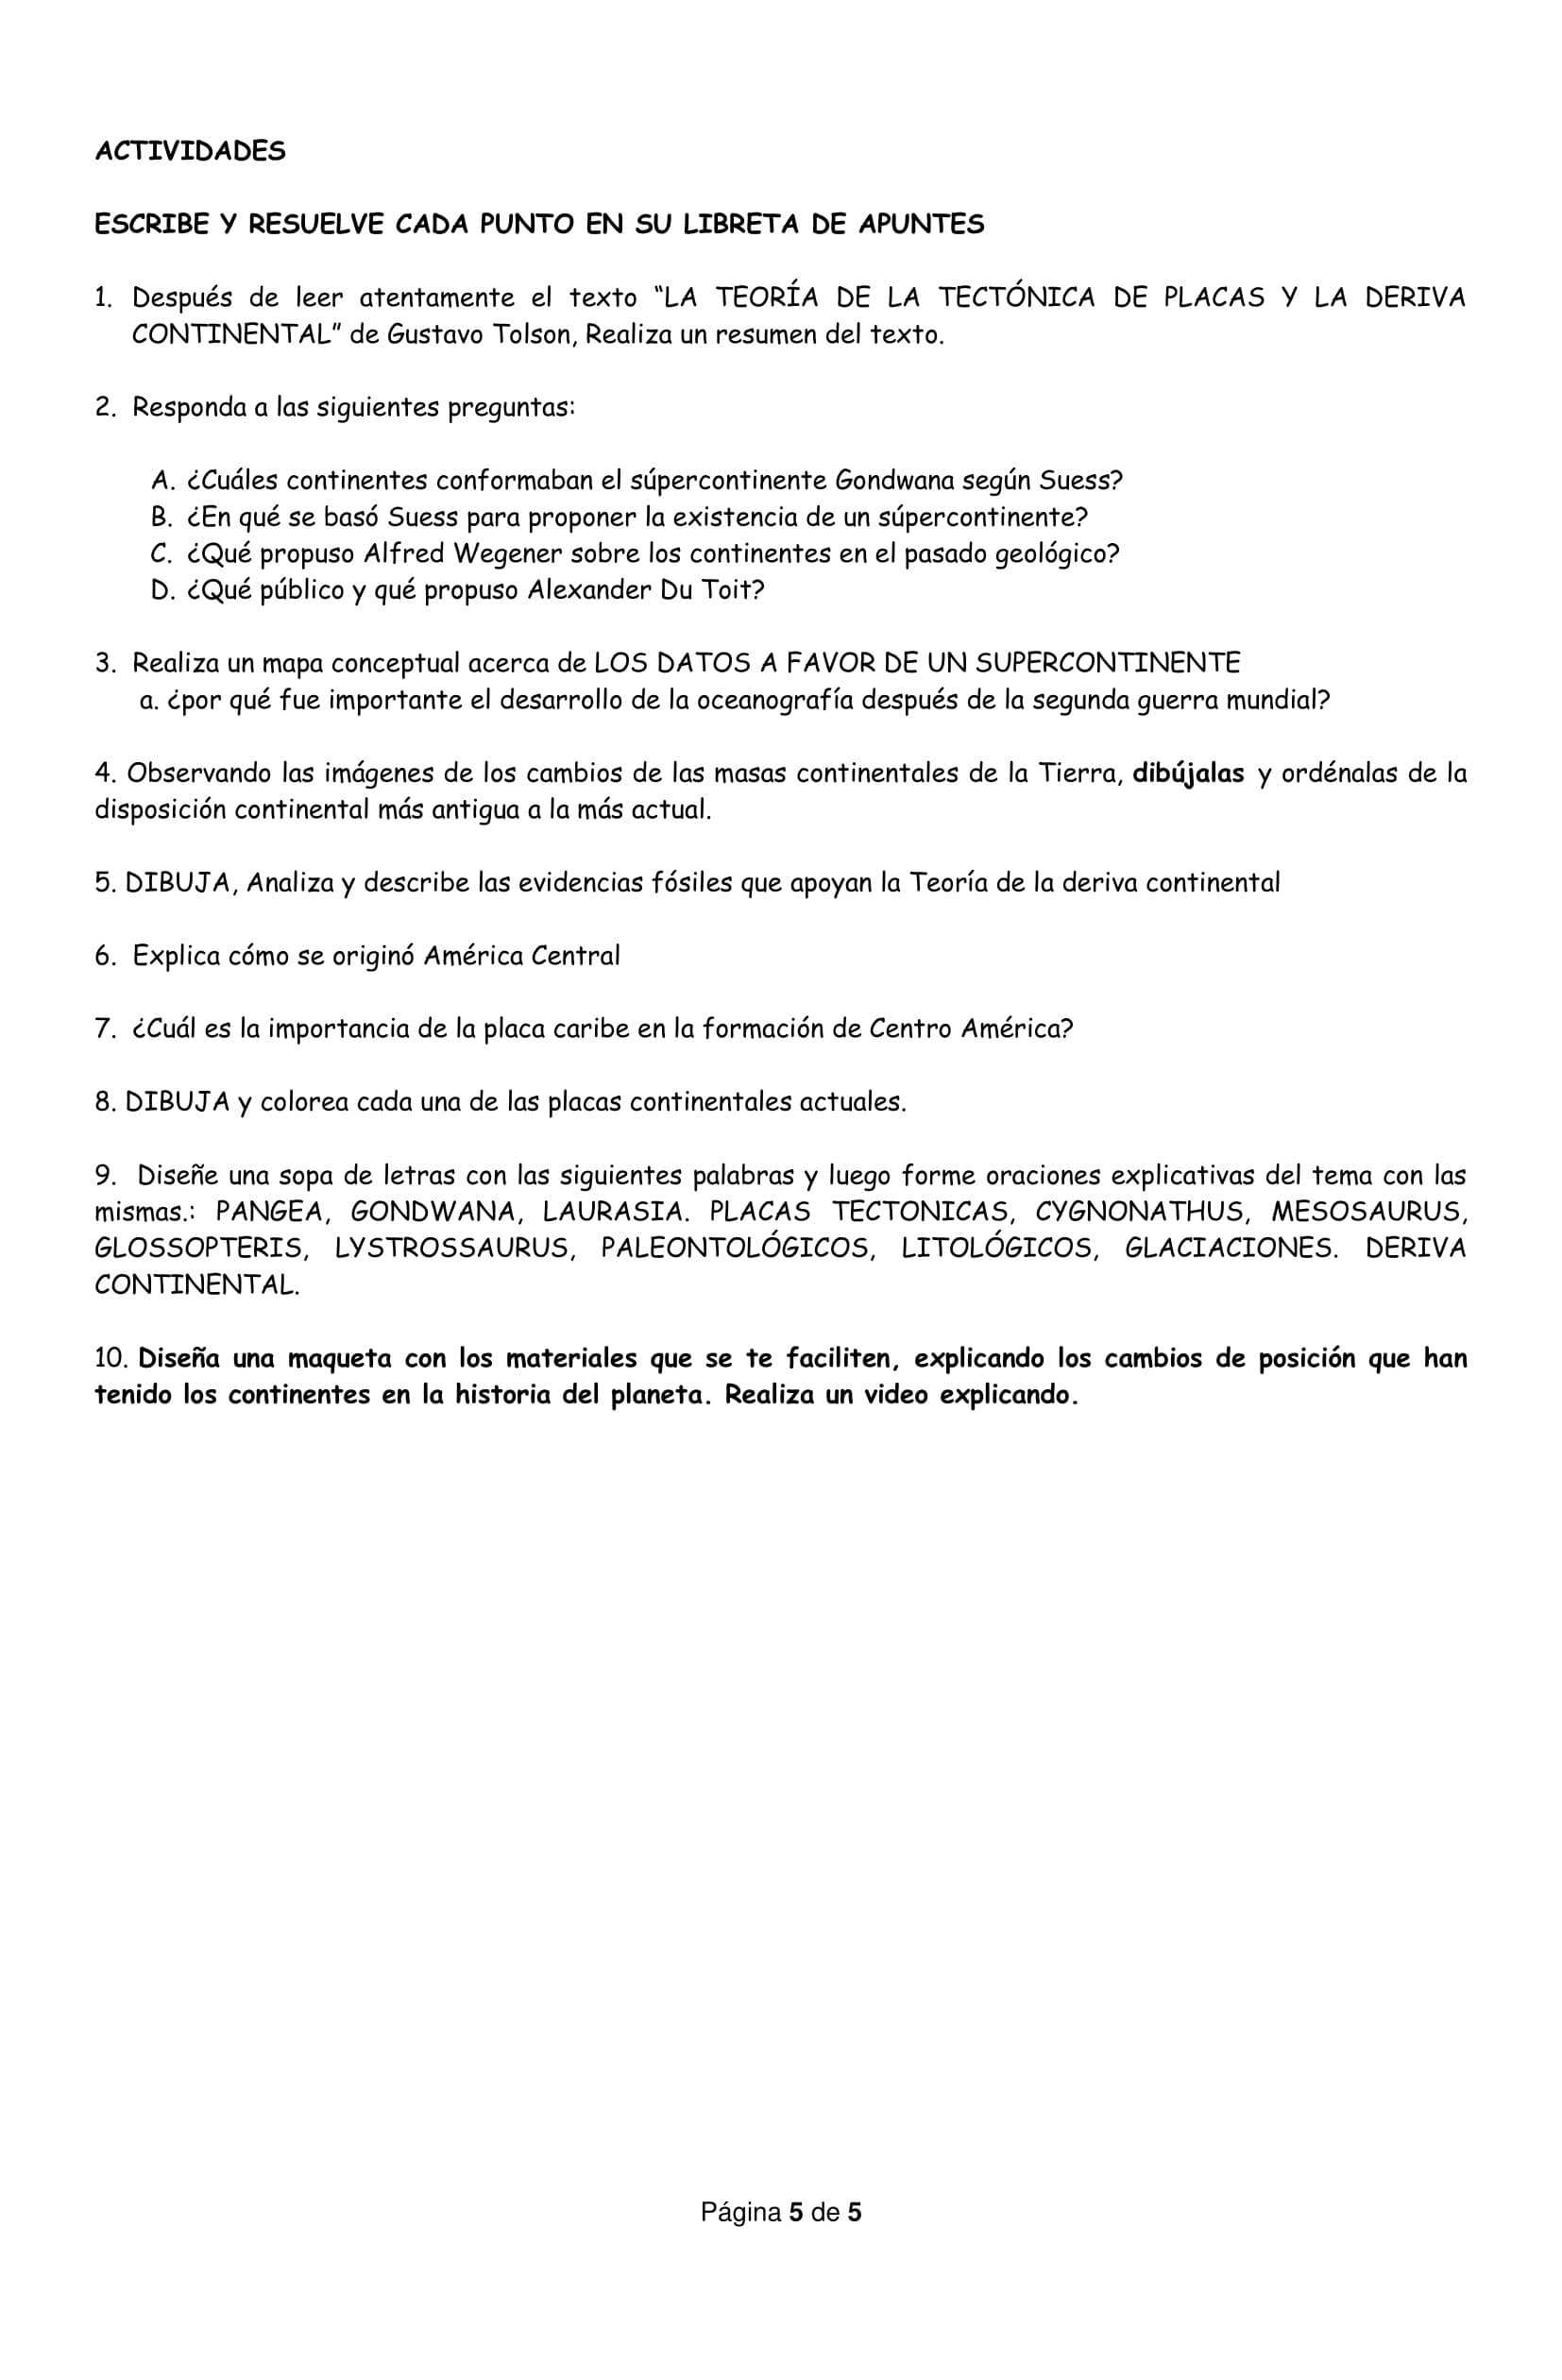 ACTIVIDADES
ESCRIBE Y RESUELVE CADA PUNTO EN SU LIBRETA DE APUNTES
1. Después de leer atentamente el texto “LA TEORÍA DE LA TECTÓNICA DE PLACAS Y LA DERIVA
CONTINENTAL” de Gustavo Tolson, Realiza un resumen del texto.
2. Responda a las siguientes preguntas:
A. ¿Cuáles continentes conformaban el súpercontinente Gondwana según Suess?
B. ¿En qué se basó Suess para proponer la existencia de un súpercontinente?
C. ¿Qué propuso Alfred Wegener sobre los continentes en el pasado geológico?
D. ¿Qué público y qué propuso Alexander Du Toit?
3. Realiza un mapa conceptual acerca de LOS DATOS A FAVOR DE UN SUPERCONTINENTE
a. ¿por qué fue importante el desarrollo de la oceanografía después de la segunda guerra mundial?
4. Observando las imágenes de los cambios de las masas continentales de la Tierra, dibújalas y ordénalas de la
disposición continental más antigua a la más actual.
5. DIBUJA, Analiza y describe las evidencias fósiles que apoyan la Teoría de la deriva continental
6. Explica cómo se originó América Central
7. ¿Cuál es la importancia de la placa caribe en la formación de Centro América?
8. DIBUJA y colorea cada una de las placas continentales actuales.
9. Diseñe una sopa de letras con las siguientes palabras y luego forme oraciones explicativas del tema con las
mismas.: PANGEA, GONDWANA, LAURASIA. PLACAS TECTONICAS, CYGNONATHUS, MESOSAURUS,
GLOSSOPTERIS, LYSTROSSAURUS, PALEONTOLÓGICOS, LITOLÓGICOS, GLACIACIONES. DERIVA
CONTINENTAL.
10. Diseña una maqueta con los materiales que se te faciliten, explicando los cambios de posición que han
tenido los continentes en la historia del planeta. Realiza un video explicando.
Página 5 de 5